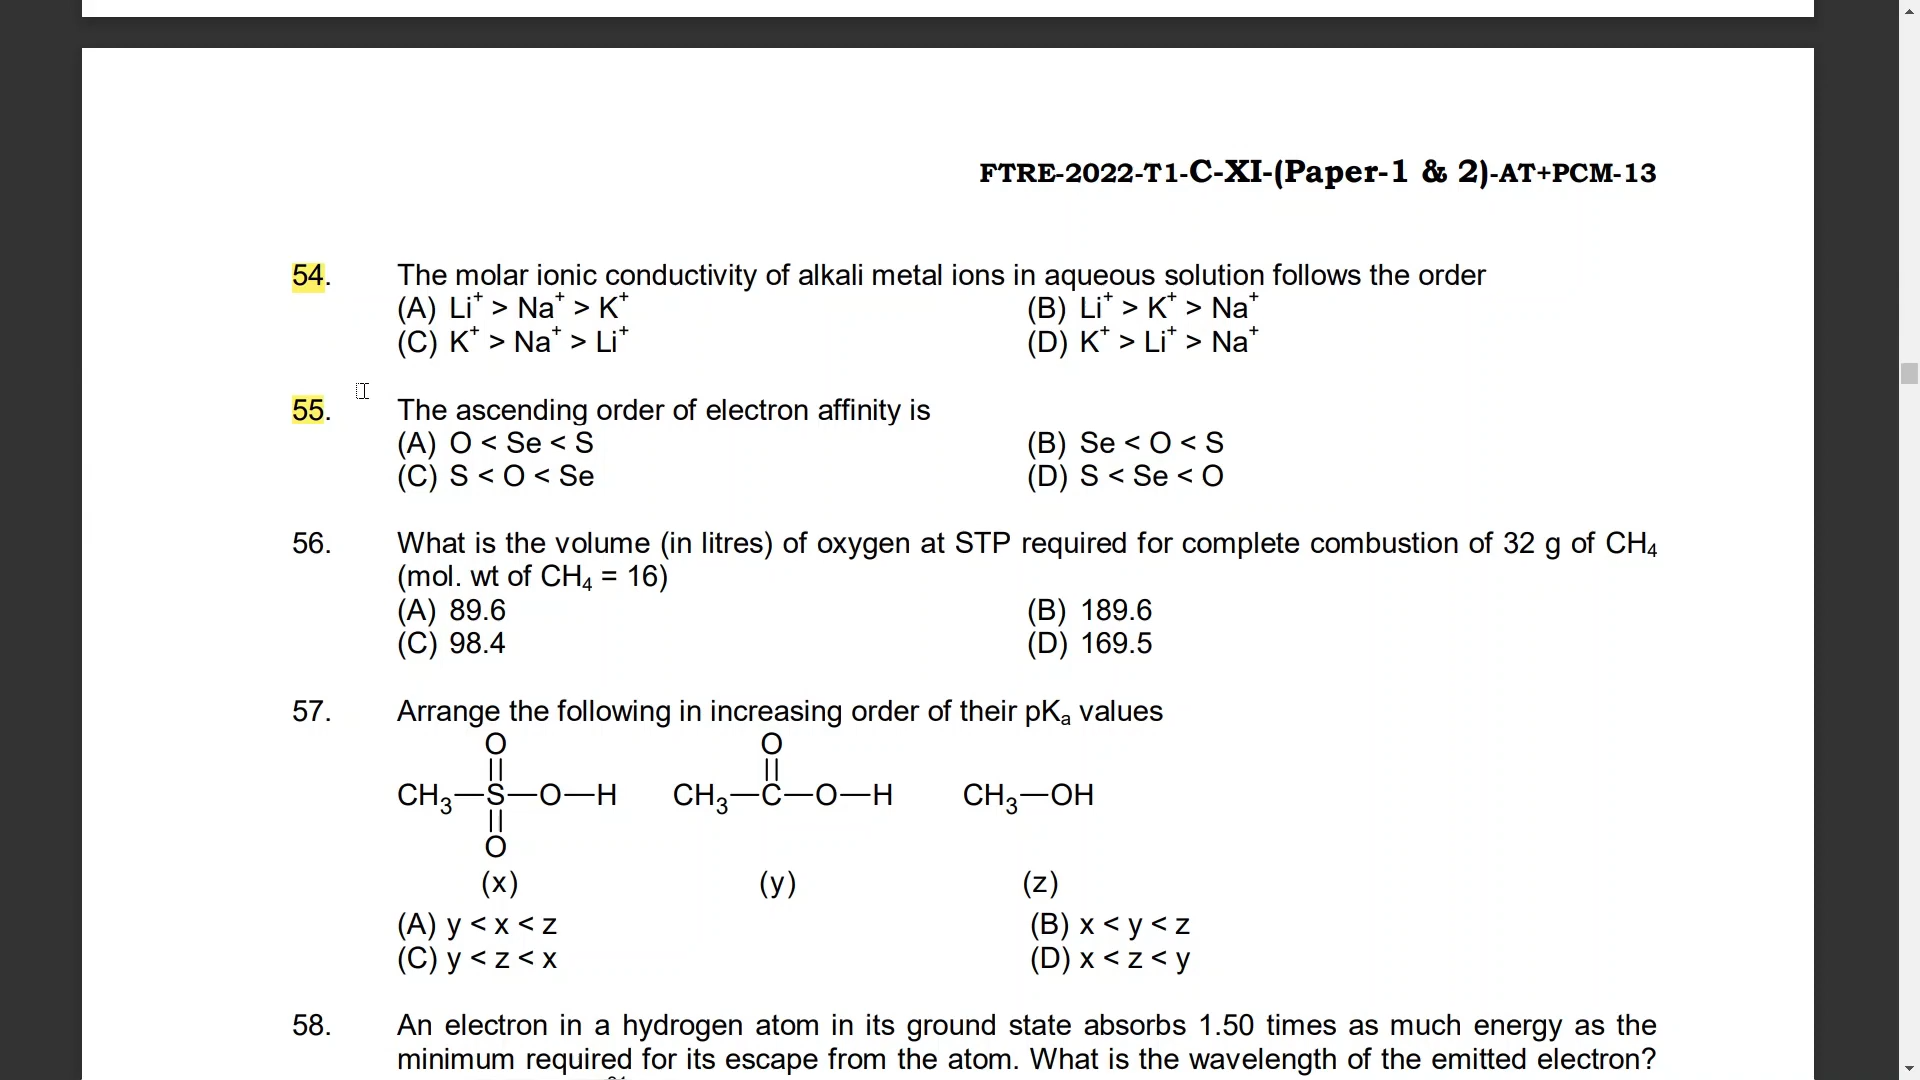 FTRE-2022-T1-C-XI-(Paper-1 & 2)-AT+PCM-13
54. The molar ionic conductivity of alkali metal ions in aqueous solution follows the order
(A) Li⁺ > Na⁺ > K⁺ (B) Li⁺ > K⁺ > Na⁺
(C) K⁺ > Na⁺ > Li⁺ (D) K⁺ > Li⁺ > Na⁺
55. The ascending order of electron affinity is
(A) O < Se < S (B) Se < O < S
(C) S < O < Se (D) S < Se < O
56. What is the volume (in litres) of oxygen at STP required for complete combustion of 32 g of CH₄
(mol. wt of CH₄ = 16)
(A) 89.6 (B) 189.6
(C) 98.4 (D) 169.5
57. Arrange the following in increasing order of their pKₐ values
O O
CH₃—S—O—H CH₃—C—O—H CH₃—OH
O
(x) (y) (z)
(A) y < x < z (B) x < y < z
(C) y < z < x (D) x < z < y
58. An electron in a hydrogen atom in its ground state absorbs 1.50 times as much energy as the
minimum required for its escape from the atom. What is the wavelength of the emitted electron?